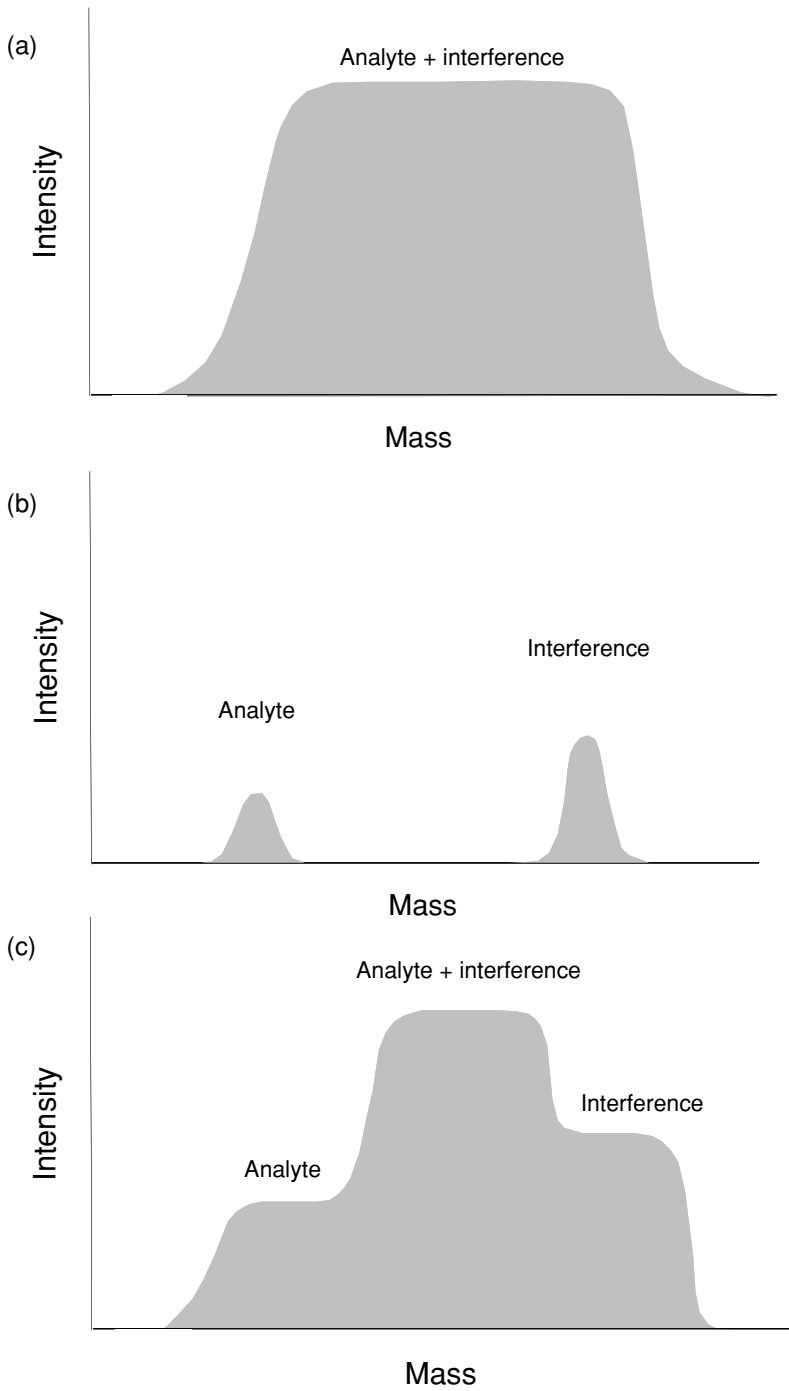 (a)
Analyte + interference
Intensity
Mass
(b)
Interference
Analyte
Intensity
Mass
(c)
Analyte + interference
Interference
Analyte
Intensity
Mass